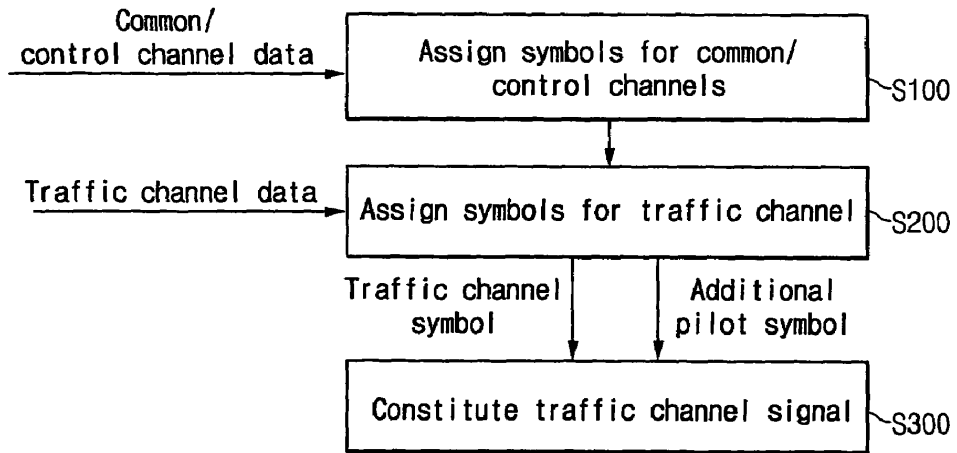 Common/
control channel data
Assign symbols for common/
control channels
S100
Traffic channel data
Assign symbols for traffic channel
S200
Traffic channel
symbol
Additional
pilot symbol
Constitute traffic channel signal
S300